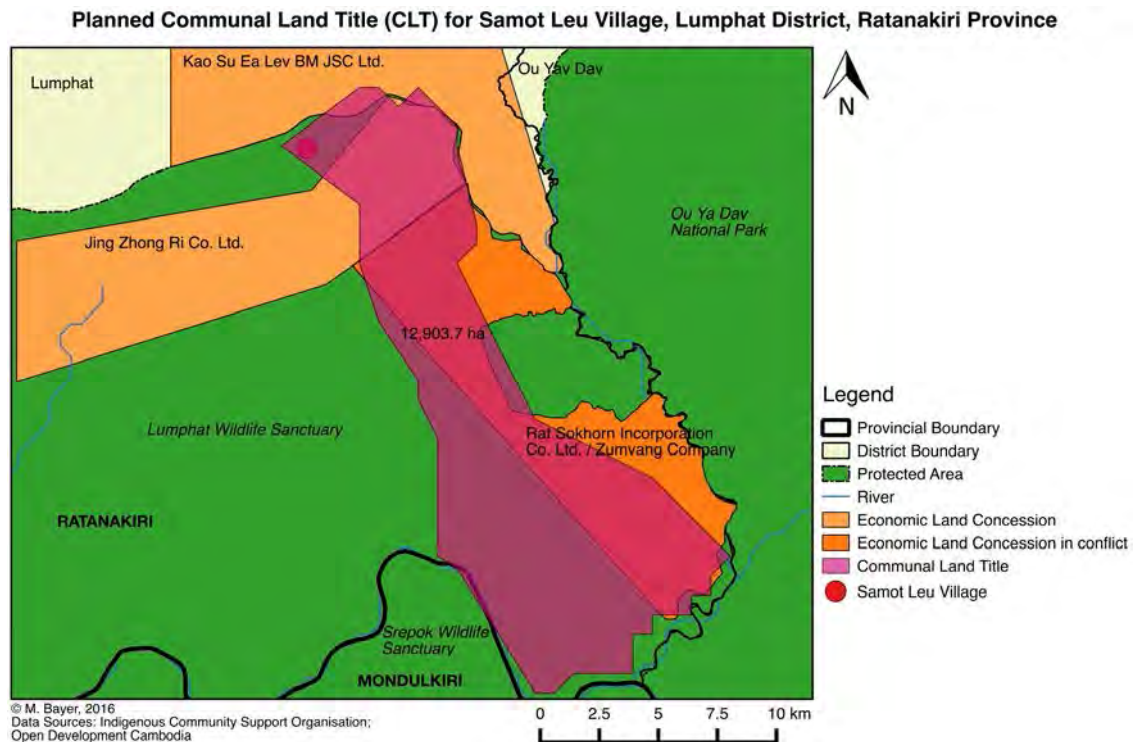 Planned Communal Land Title (CLT) for Samot Leu Village, Lumphat District, Ratanakiri Province
Kao Su Ea Lev BM JSC Ltd.
Ou Yav Dav
Lumphat
N
Ou Ya Dav
National Park
Jing Zhong Ri Co. Ltd.
12,903.7 ha
Legend
Provincial Boundary
District Boundary
Protected Area
River
Economic Land Concession
Economic Land Concession in conflict
Communal Land Title
Samot Leu Village
Lumphat Wildlife Sanctuary
Rat Sokhorn Incorporation
Co. Ltd. / Zumvang Company
RATANAKIRI
Srepok Wildlife
Sanctuary
MONDULKIRI
© M. Bayer, 2016
Data Sources: Indigenous Community Support Organisation;
Open Development Cambodia
0 2.5 5 7.5 10 km